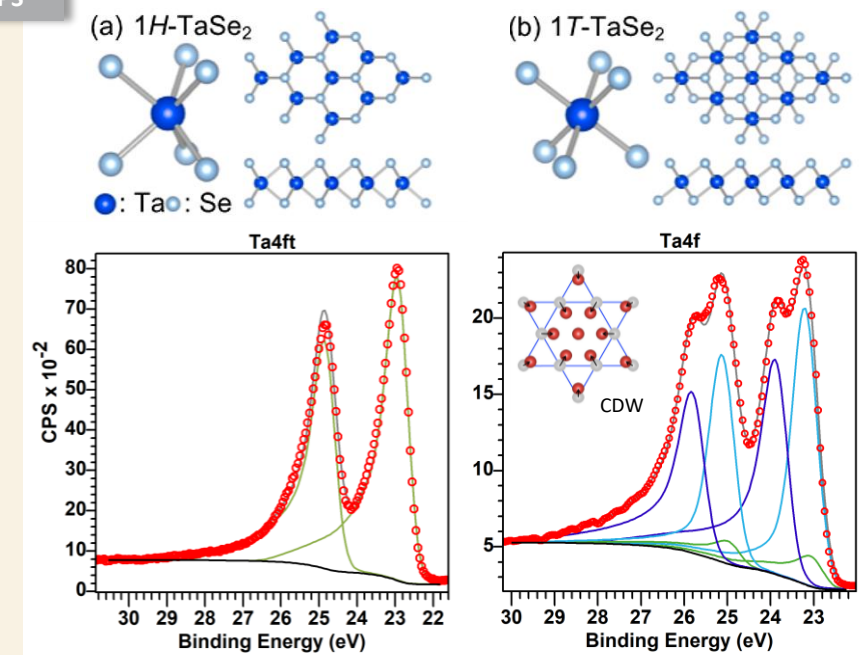 (a) 1H-TaSe2
(b) 1T-TaSe2
: Ta : Se
Ta4ft
80
70
60
50
40
30
20
10
0
CPS x 10-2
30 29 28 27 26 25 24 23 22
Binding Energy (eV)
Ta4f
20
15
10
5
CDW
30 29 28 27 26 25 24 23
Binding Energy (eV)